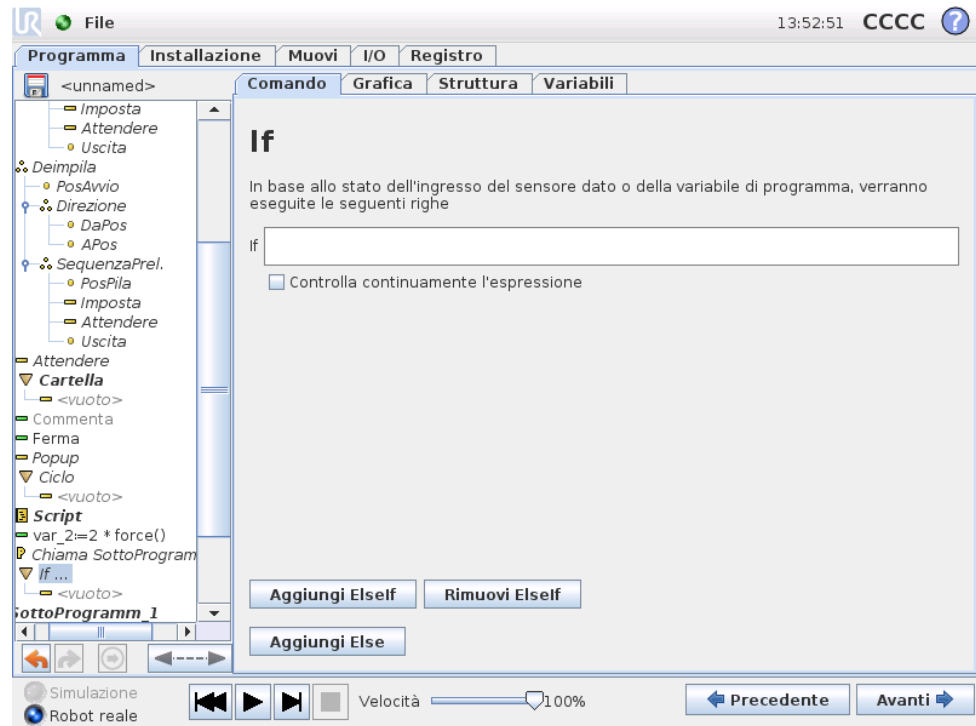 File 13:52:51 CCCC ?
Programma Installazione Muovi I/O Registro
<unnamed>
Comando Grafica Struttura Variabili
Imposta
Attendere
Uscita
Deimpila
PosAvvio
Direzione
DaPos
APos
SequenzaPrel.
PosPila
Imposta
Attendere
Uscita
Attendere
Cartella
<vuoto>
Commenta
Ferma
Popup
Ciclo
<vuoto>
Script
var_2:=2 * force()
Chiama SottoProgram
If ...
<vuoto>
SottoProgramm_1
If
In base allo stato dell'ingresso del sensore dato o della variabile di programma, verranno
eseguite le seguenti righe
If
Controlla continuamente l'espressione
Aggiungi ElseIf Rimuovi ElseIf
Aggiungi Else
Simulazione
Robot reale
Velocità 100%
Precedente Avanti